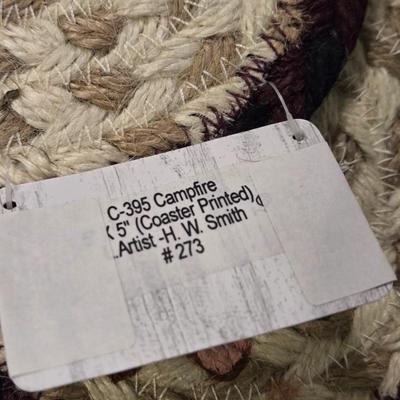 C-395 Campfire
X 5" (Coaster Printed)
Artist -H. W. Smith
# 273